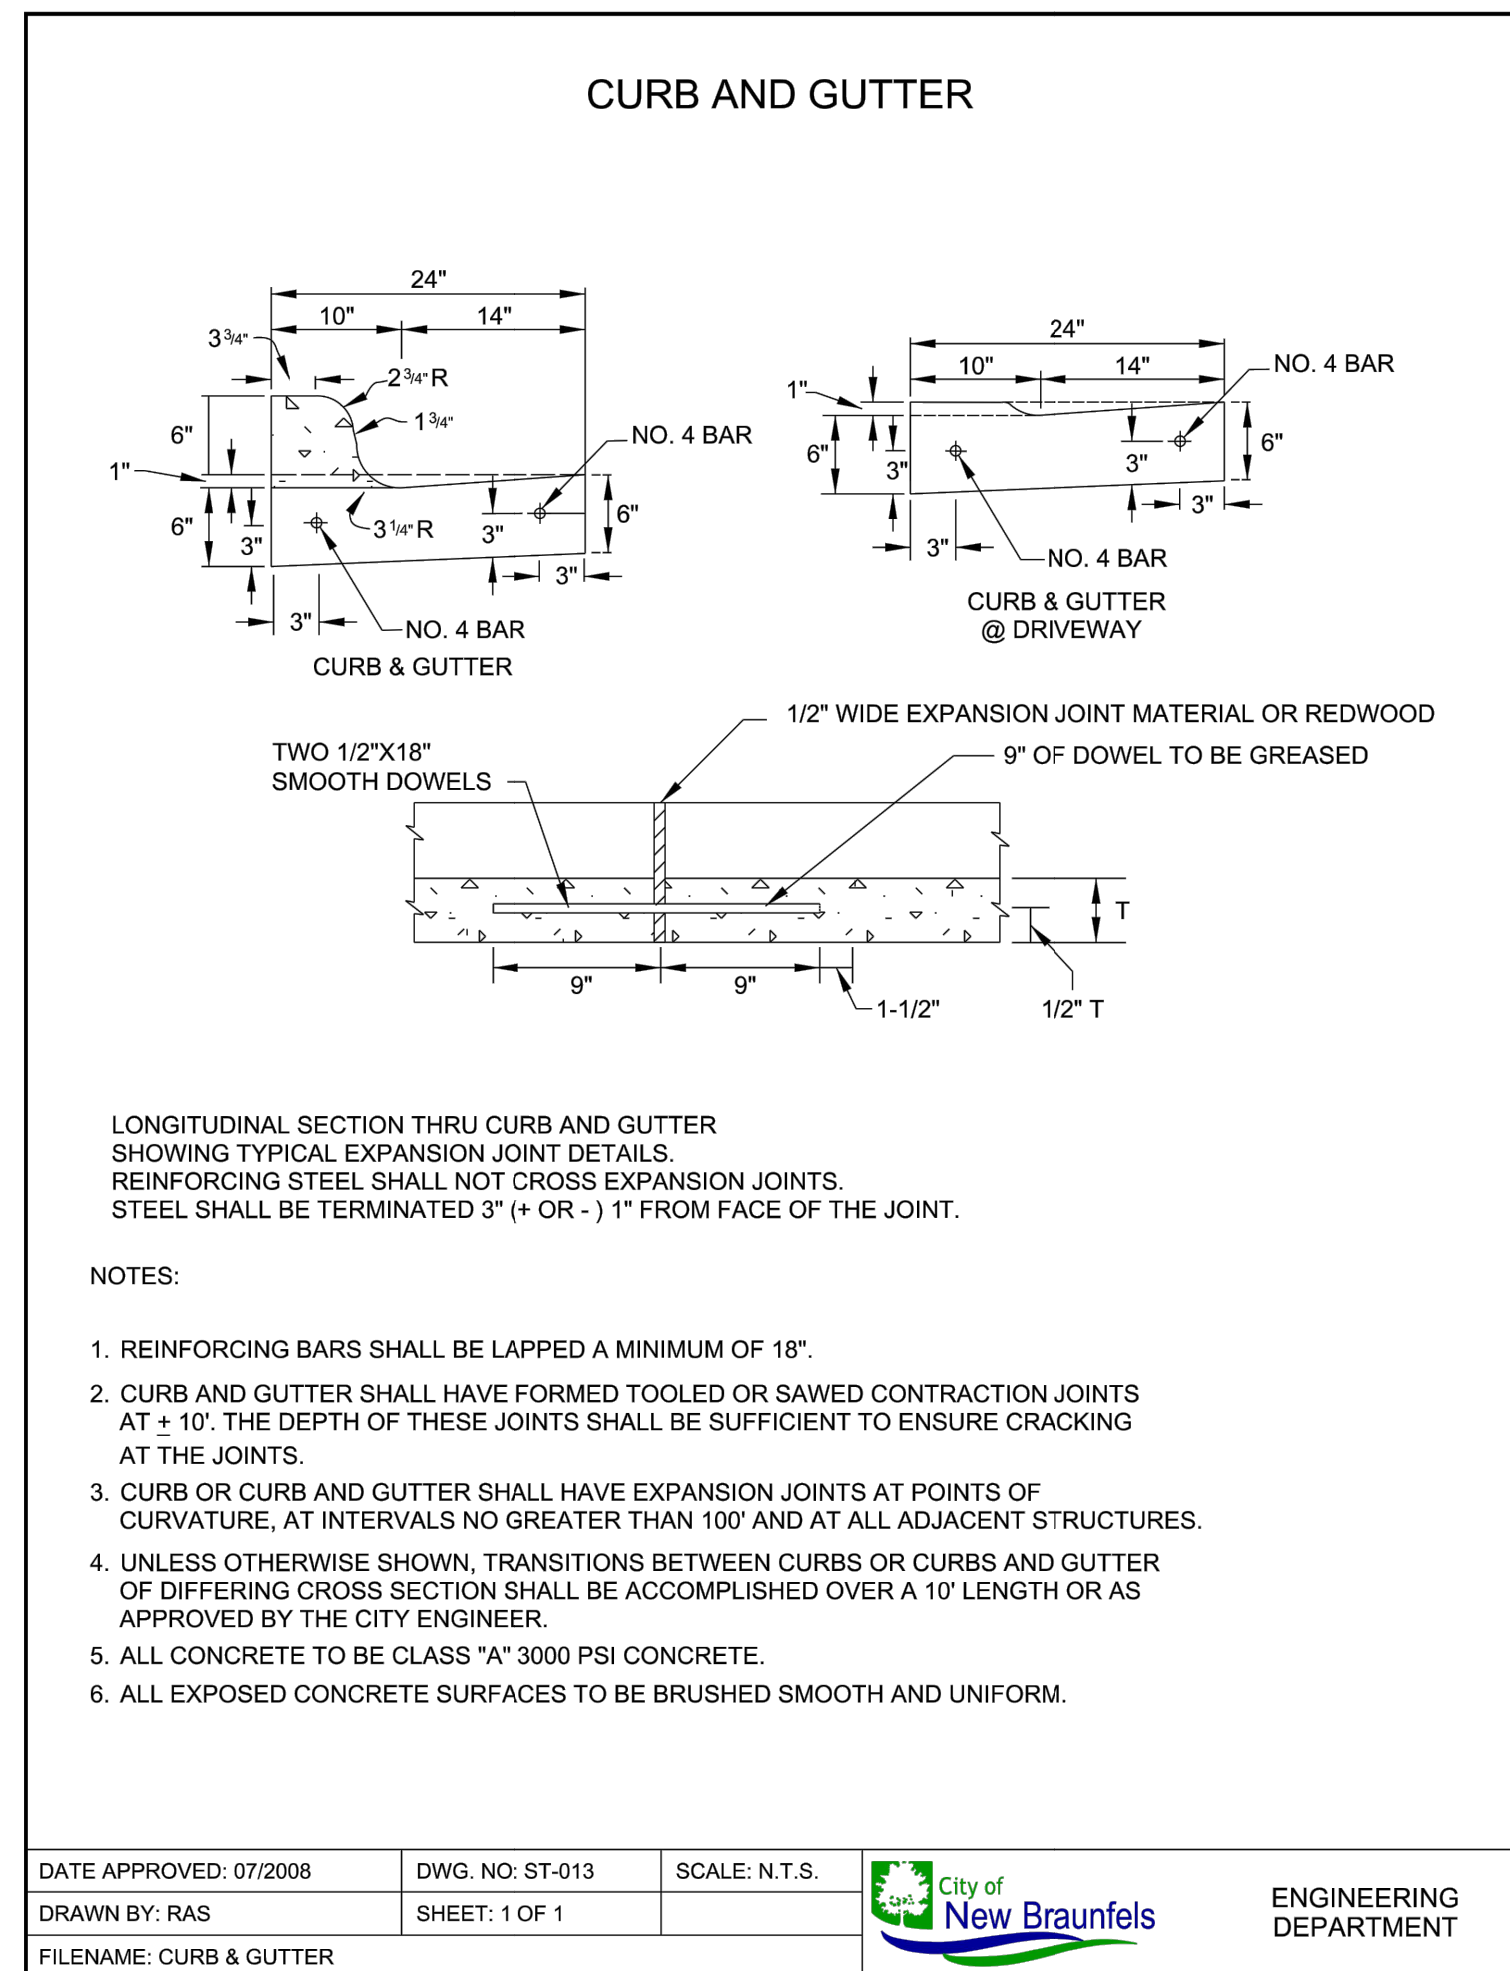 CURB AND GUTTER
24"
10"
14"
3 3/4"
2 3/4" R
1 3/4"
6"
1"
NO. 4 BAR
6"
3"
3 1/4" R
3"
6"
3"
3"
NO. 4 BAR
CURB & GUTTER
24"
10"
14"
NO. 4 BAR
1"
6"
3"
3"
6"
3"
3"
NO. 4 BAR
CURB & GUTTER
@ DRIVEWAY
1/2" WIDE EXPANSION JOINT MATERIAL OR REDWOOD
TWO 1/2"X18"
SMOOTH DOWELS
9" OF DOWEL TO BE GREASED
T
9"
9"
1-1/2"
1/2" T
LONGITUDINAL SECTION THRU CURB AND GUTTER
SHOWING TYPICAL EXPANSION JOINT DETAILS.
REINFORCING STEEL SHALL NOT CROSS EXPANSION JOINTS.
STEEL SHALL BE TERMINATED 3" (+ OR - ) 1" FROM FACE OF THE JOINT.
NOTES:
1. REINFORCING BARS SHALL BE LAPPED A MINIMUM OF 18".
2. CURB AND GUTTER SHALL HAVE FORMED TOOLED OR SAWED CONTRACTION JOINTS
AT ± 10'. THE DEPTH OF THESE JOINTS SHALL BE SUFFICIENT TO ENSURE CRACKING
AT THE JOINTS.
3. CURB OR CURB AND GUTTER SHALL HAVE EXPANSION JOINTS AT POINTS OF
CURVATURE, AT INTERVALS NO GREATER THAN 100' AND AT ALL ADJACENT STRUCTURES.
4. UNLESS OTHERWISE SHOWN, TRANSITIONS BETWEEN CURBS OR CURBS AND GUTTER
OF DIFFERING CROSS SECTION SHALL BE ACCOMPLISHED OVER A 10' LENGTH OR AS
APPROVED BY THE CITY ENGINEER.
5. ALL CONCRETE TO BE CLASS "A" 3000 PSI CONCRETE.
6. ALL EXPOSED CONCRETE SURFACES TO BE BRUSHED SMOOTH AND UNIFORM.
DATE APPROVED: 07/2008
DWG. NO: ST-013
SCALE: N.T.S.
DRAWN BY: RAS
SHEET: 1 OF 1
FILENAME: CURB & GUTTER
City of
New Braunfels
ENGINEERING
DEPARTMENT